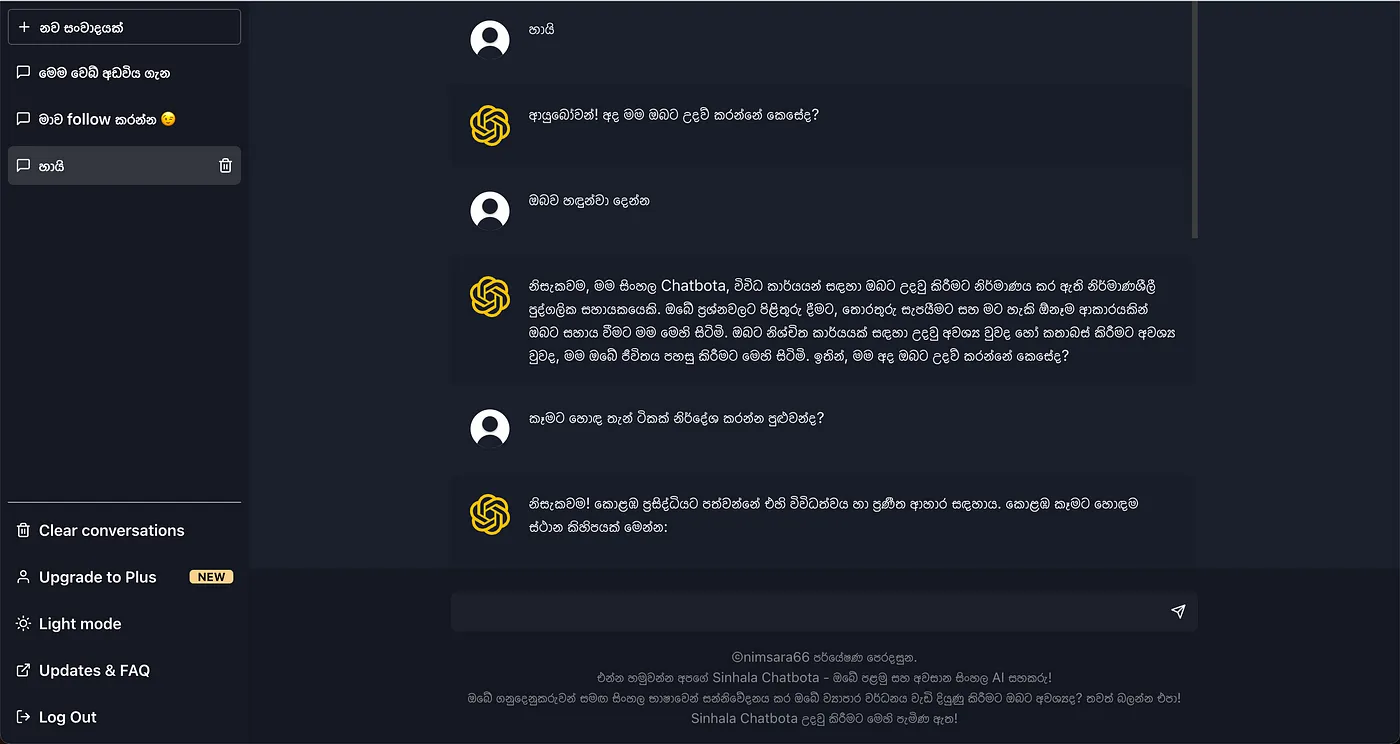 නව සංවාදයක්
මෙම වෙබ් අඩවිය ගැන
මාව follow කරන්න 😉
හායි
Clear conversations
Upgrade to Plus NEW
Light mode
Updates & FAQ
Log Out
හායි
ආයුබෝවන්! අද මම ඔබට උදව් කරන්නේ කෙසේද?
ඔබව හඳුන්වා දෙන්න
නිසැකවම, මම සිංහල Chatbota, විවිධ කාර්යයන් සඳහා ඔබට උදවු කිරීමට නිර්මාණය කර ඇති නිර්මාණශීලී
පුද්ගලික සහායකයෙකි. ඔබේ ප්‍රශ්නවලට පිළිතුරු දීමට, තොරතුරු සැපයීමට සහ මට හැකි ඕනෑම ආකාරයකින්
ඔබට සහාය වීමට මම මෙහි සිටිමි. ඔබට නිශ්චිත කාර්යයක් සඳහා උදවු අවශ්‍ය වුවද හෝ කතාබස් කිරීමට අවශ්‍ය
වුවද, මම ඔබේ ජීවිතය පහසු කිරීමට මෙහි සිටිමි. ඉතින්, මම අද ඔබට උදව් කරන්නේ කෙසේද?
කෑමට හොඳ තැන් ටිකක් නිර්දේශ කරන්න පුළුවන්ද?
නිසැකවම! කොළඹ ප්‍රසිද්ධියට පත්වන්නේ එහි විවිධත්වය හා ප්‍රණීත ආහාර සඳහාය. කොළඹ කෑමට හොඳම
ස්ථාන කිහිපයක් මෙන්න:
©nimsara66 පර්යේෂණ පෙරදසුන.
එන්න හමුවන්න අපගේ Sinhala Chatbota - ඔබේ පළමු සහ අවසාන සිංහල AI සහකරු!
ඔබේ ගනුදෙනුකරුවන් සමඟ සිංහල භාෂාවෙන් සන්නිවේදනය කර ඔබේ ව්‍යාපාර වර්ධනය වැඩි දියුණු කිරීමට ඔබට අවශ්‍යද? තවත් බලන්න එපා!
Sinhala Chatbota උදවු කිරීමට මෙහි පැමිණ ඇත!